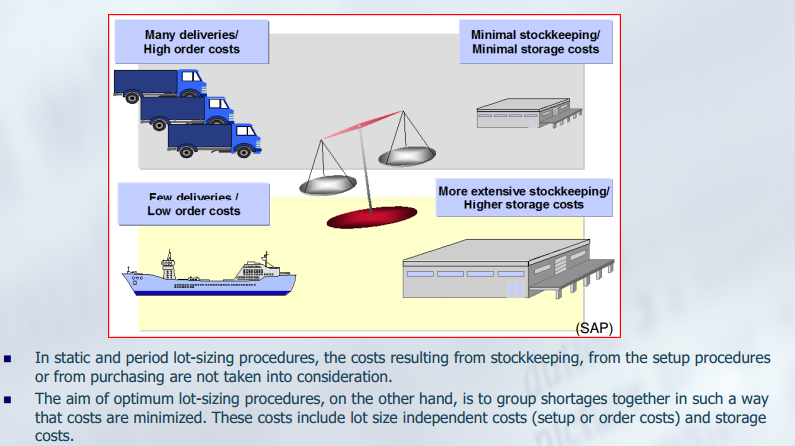 Many deliveries/
High order costs
Minimal stockkeeping/
Minimal storage costs
Few deliveries /
Low order costs
More extensive stockkeeping/
Higher storage costs
(SAP)
In static and period lot-sizing procedures, the costs resulting from stockkeeping, from the setup procedures
or from purchasing are not taken into consideration.
The aim of optimum lot-sizing procedures, on the other hand, is to group shortages together in such a way
that costs are minimized. These costs include lot size independent costs (setup or order costs) and storage
costs.